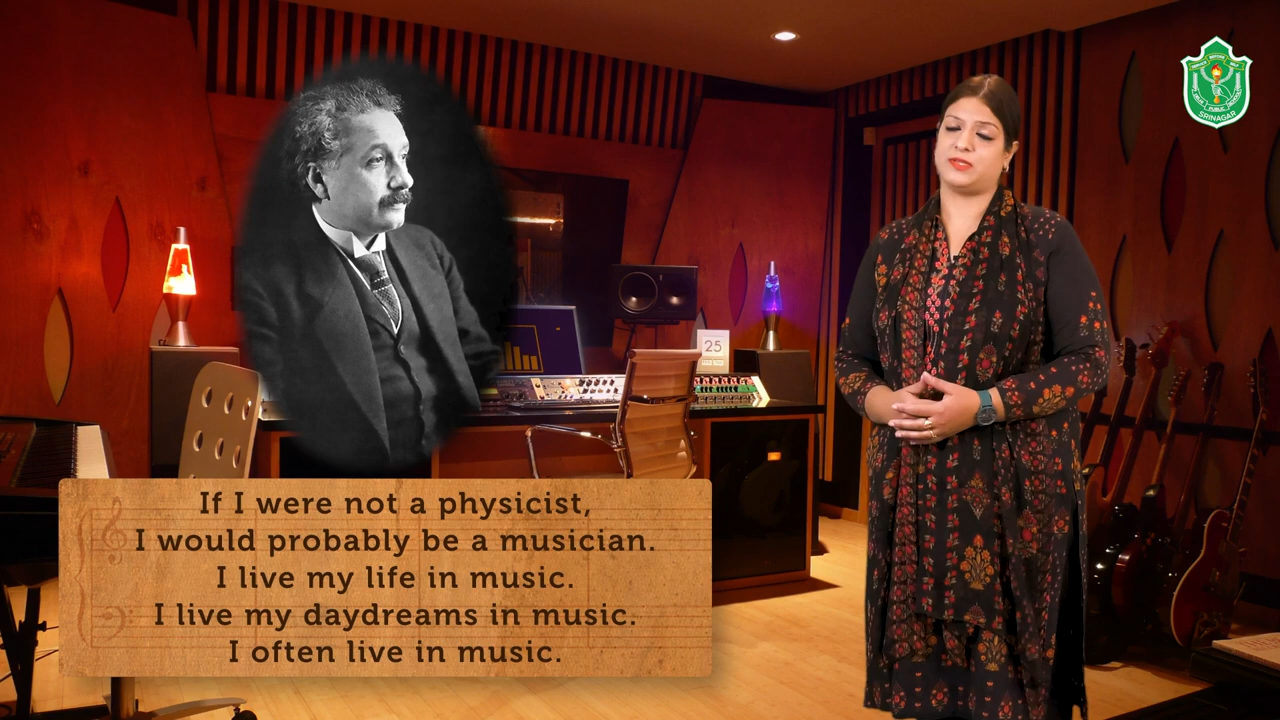 If I were not a physicist,
I would probably be a musician.
I live my life in music.
I live my daydreams in music.
I often live in music.
25
SRINAGAR